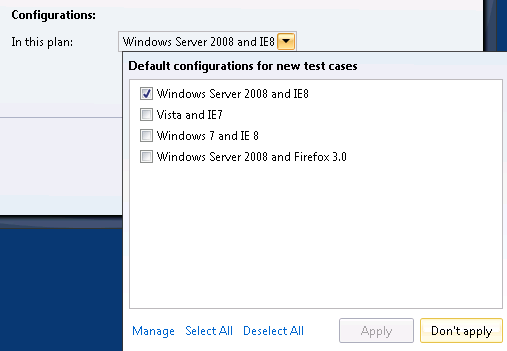 Configurations:
In this plan: Windows Server 2008 and IE8
Default configurations for new test cases
Windows Server 2008 and IE8
Vista and IE7
Windows 7 and IE 8
Windows Server 2008 and Firefox 3.0
Manage Select All Deselect All Apply Don't apply